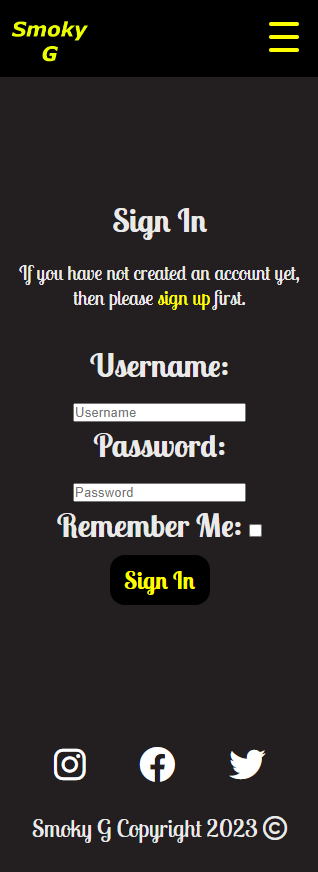 Smoky
G
Sign In
If you have not created an account yet,
then please sign up first.
Username:
Username
Password:
Password
Remember Me:
Sign In
Smoky G Copyright 2023 ©